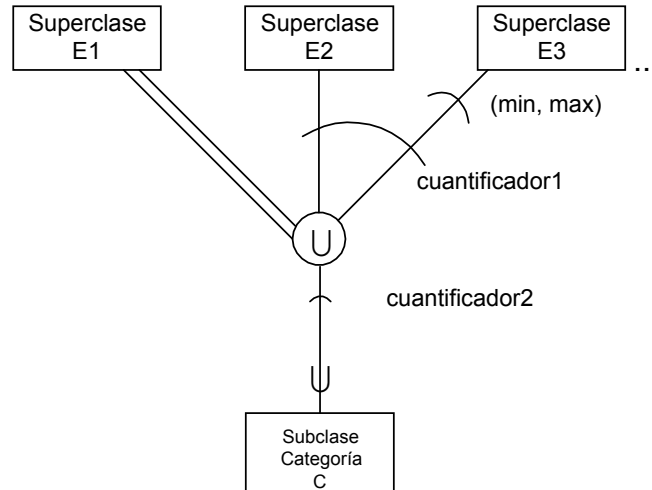 Superclase
E1
Superclase
E2
Superclase
E3
..
(min, max)
cuantificador1
U
cuantificador2
U
Subclase
Categoría
C